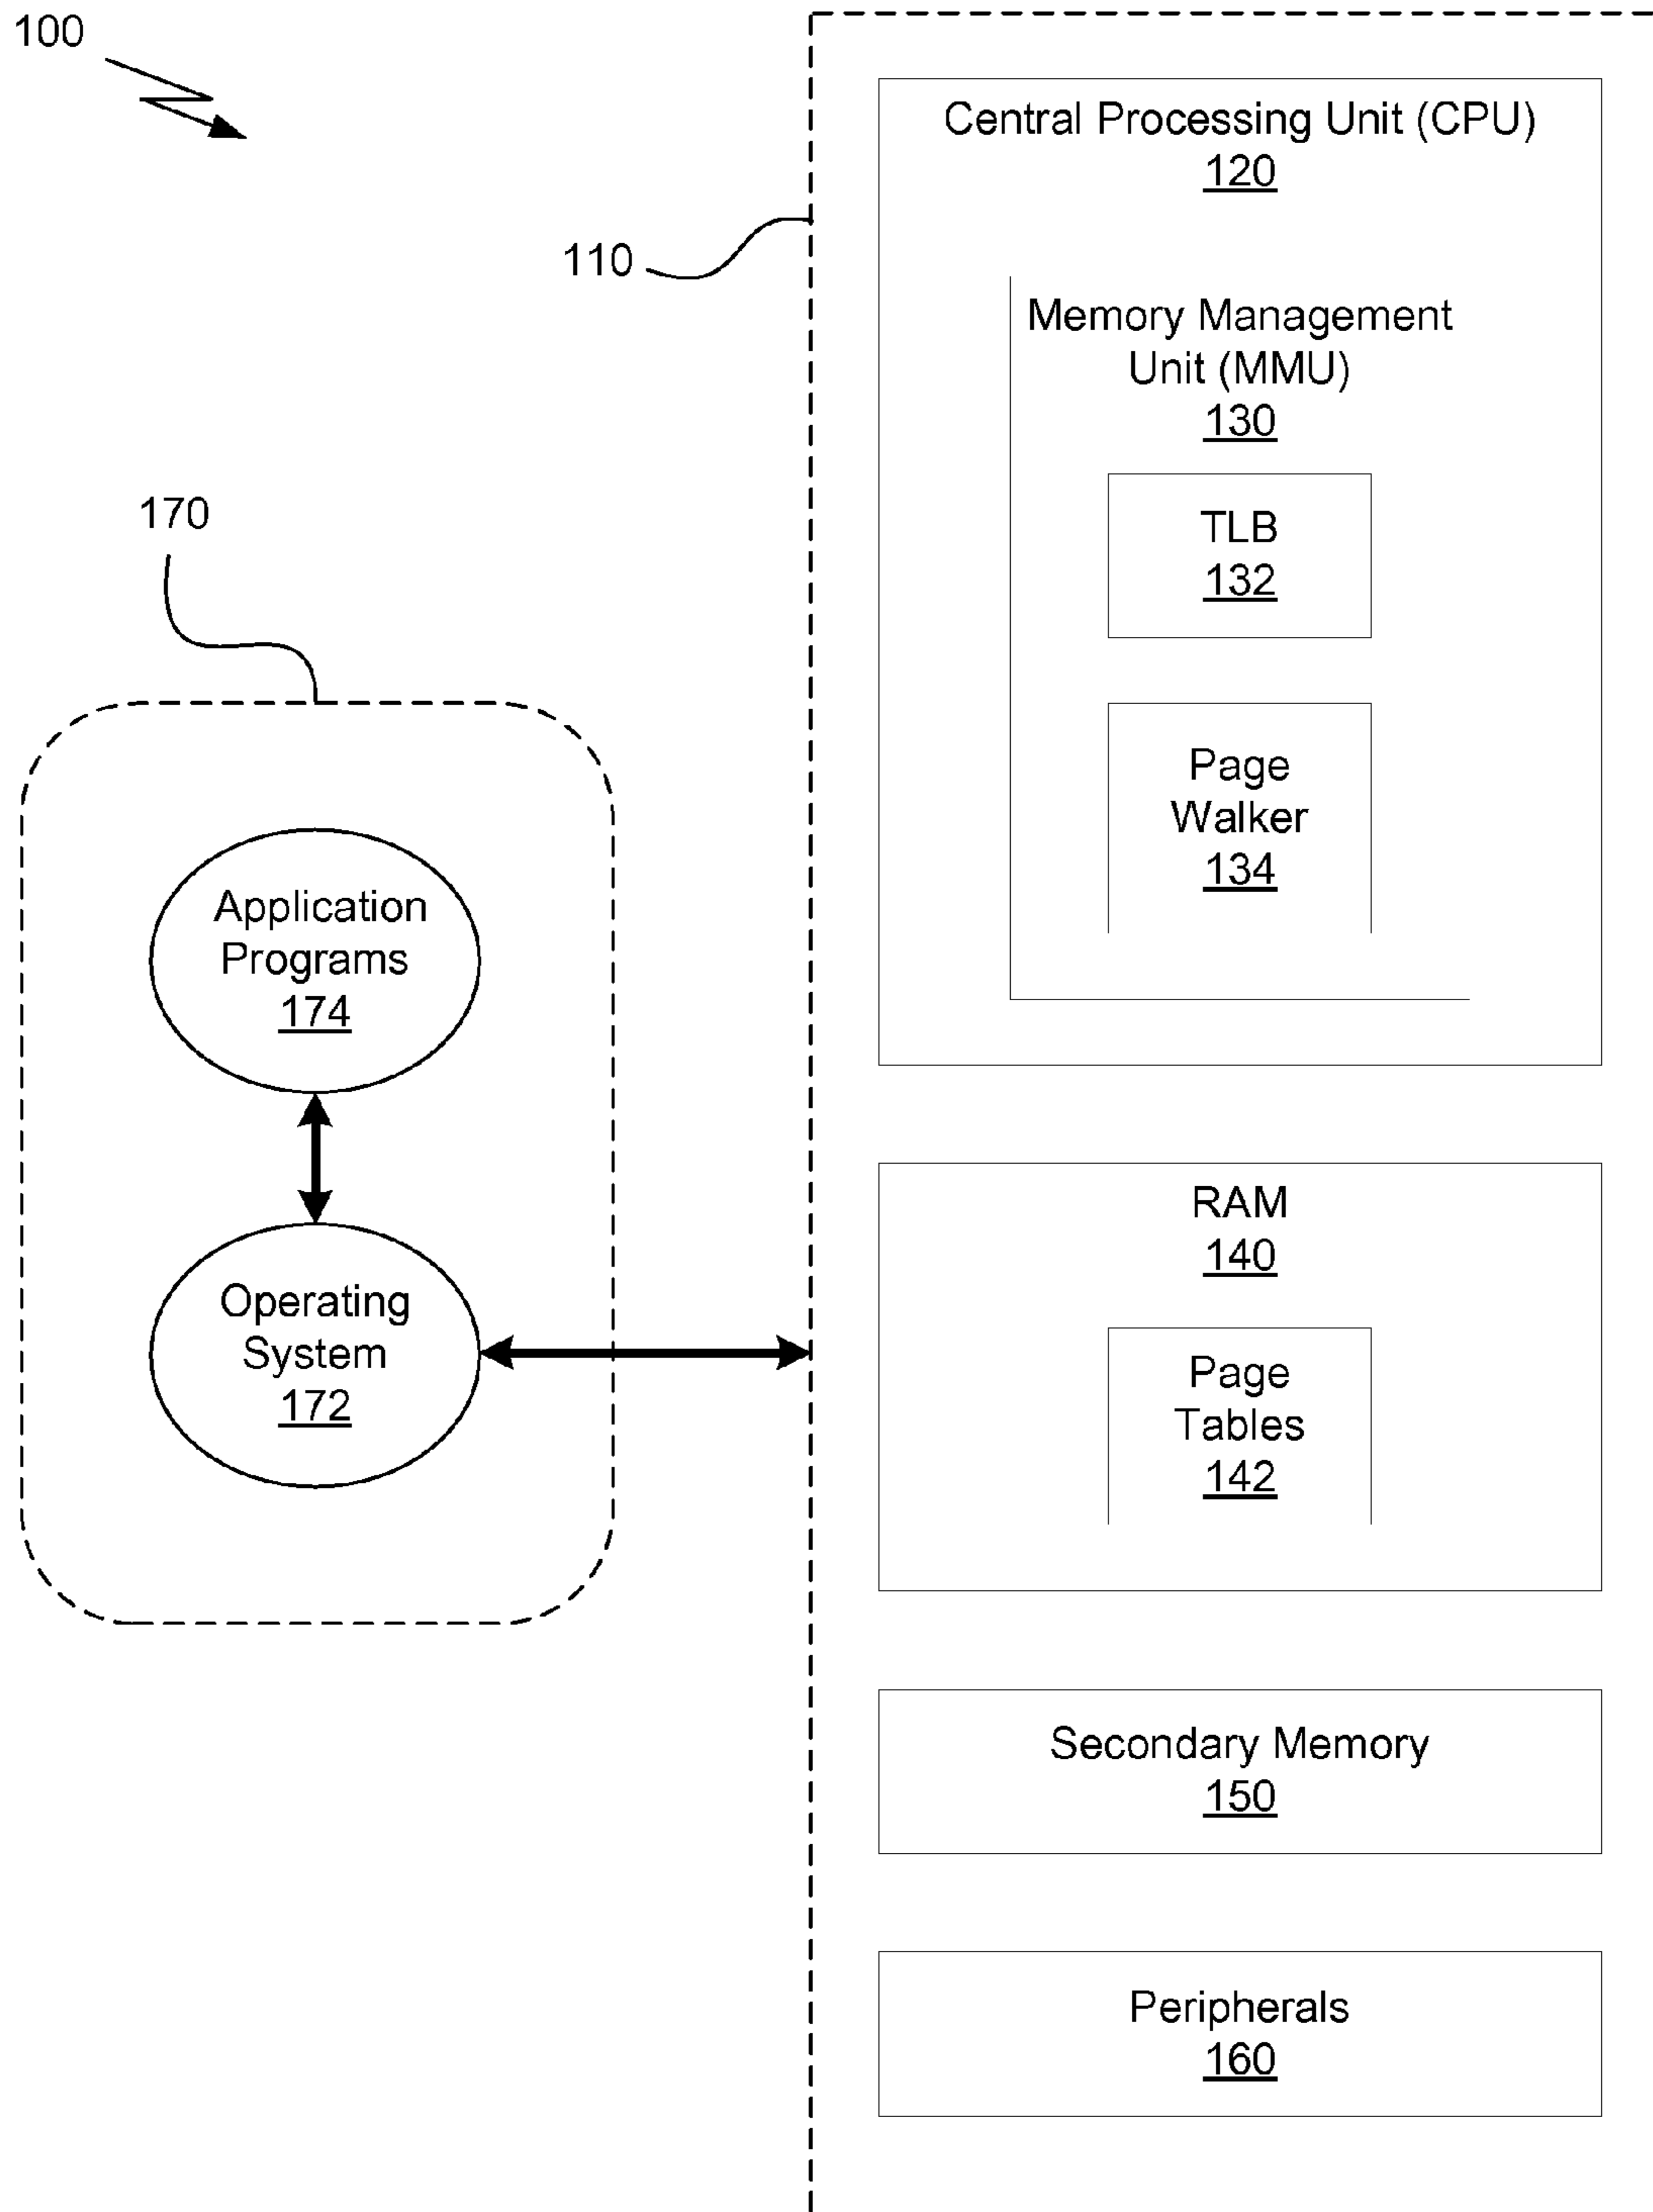 100
110
Central Processing Unit (CPU)
120
Memory Management
Unit (MMU)
130
TLB
132
Page
Walker
134
170
Application
Programs
174
Operating
System
172
RAM
140
Page
Tables
142
Secondary Memory
150
Peripherals
160